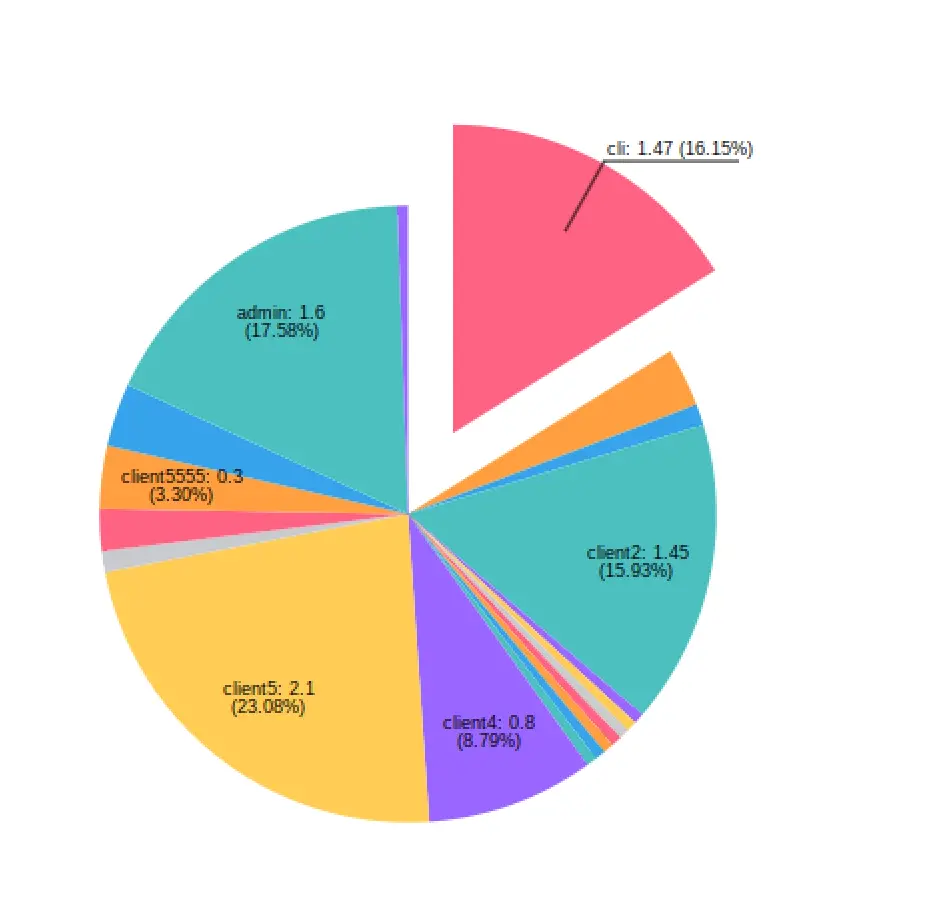 cli: 1.47 (16.15%)
admin: 1.6
(17.58%)
client5555: 0.3
(3.30%)
client2: 1.45
(15.93%)
client5: 2.1
(23.08%)
client4: 0.8
(8.79%)